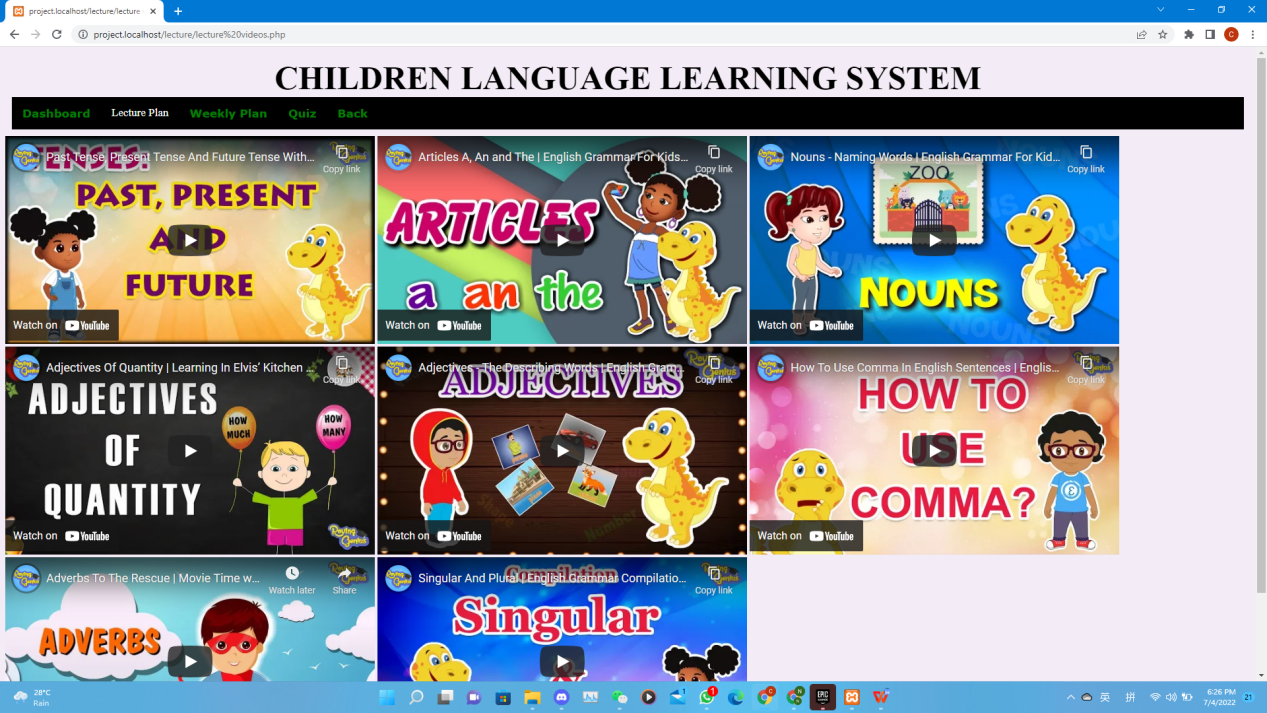 project.localhost/lecture/lecture
project.localhost/lecture/lecture%20videos.php
C
CHILDREN LANGUAGE LEARNING SYSTEM
Dashboard Lecture Plan Weekly Plan Quiz Back
Past Tense, Present Tense And Future Tense With...
Copy link
TENSES:
PAST, PRESENT
AND
FUTURE
Watch on YouTube
Articles A, An and The | English Grammar For Kids...
Copy link
ARTICLES
a an the
Watch on YouTube
Nouns - Naming Words | English Grammar For Kid...
Copy link
ZOO
NOUNS
Watch on YouTube
Adjectives Of Quantity | Learning In Elvis' Kitchen ...
Copy link
ADJECTIVES
OF
QUANTITY
HOW
MUCH
HOW
MANY
Watch on YouTube
Roving
Genius
Adjectives - The Describing Words | English Gram...
Copy link
ADJECTIVES
Shape
Number
Watch on YouTube
How To Use Comma In English Sentences | Englis...
Copy link
HOW TO
USE
COMMA?
Watch on YouTube
Adverbs To The Rescue | Movie Time w...
Watch later Share
ADVERBS
Singular And Plural | English Grammar Compilatio...
Copy link
Compilation
Singular
28°C
Rain
英 拼
6:26 PM
7/4/2022
21